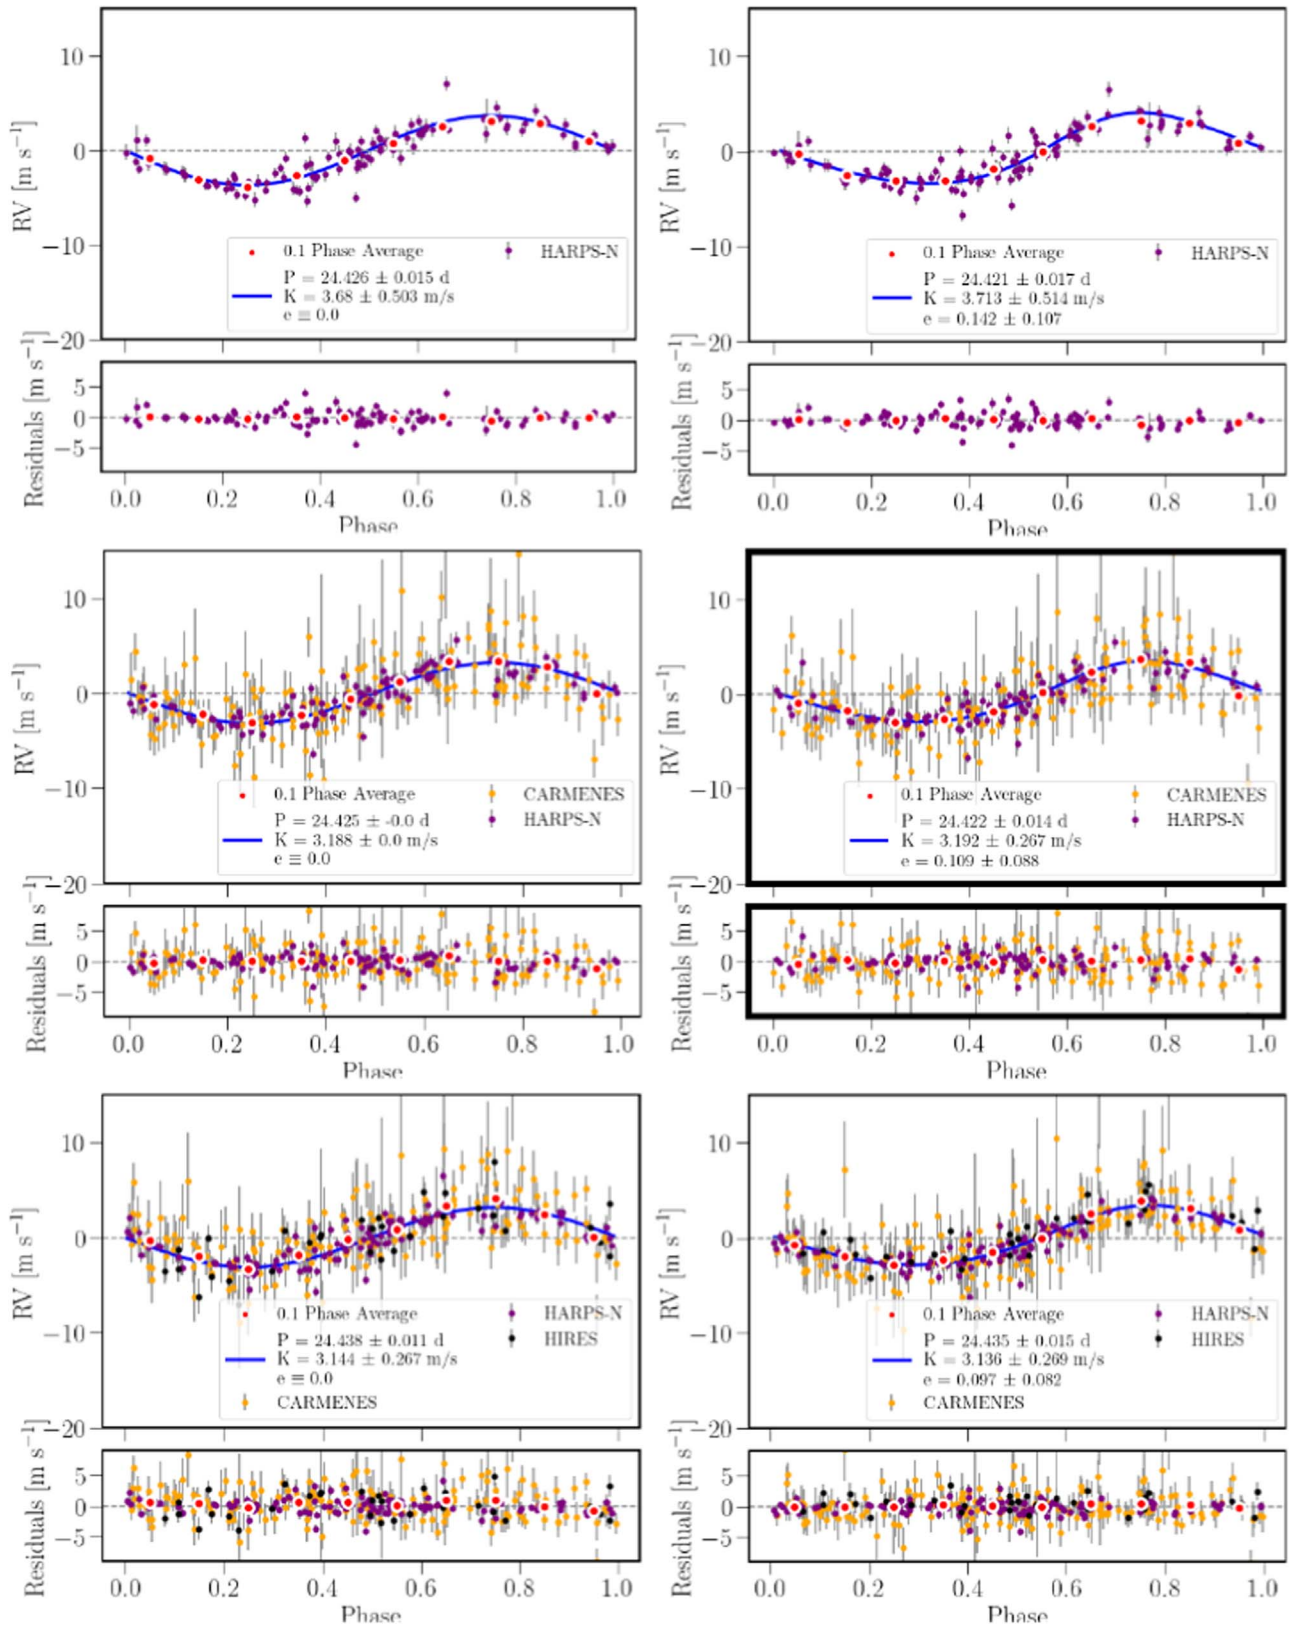 10
0
−10
−20
RV [m s−1]
0.1 Phase Average
HARPS-N
P = 24.426 ± 0.015 d
K = 3.68 ± 0.503 m/s
e ≡ 0.0
5
0
−5
Residuals [m s−1]
0.0 0.2 0.4 0.6 0.8 1.0
Phase
10
0
−10
−20
RV [m s−1]
0.1 Phase Average
HARPS-N
P = 24.421 ± 0.017 d
K = 3.713 ± 0.514 m/s
e = 0.142 ± 0.107
5
0
−5
Residuals [m s−1]
0.0 0.2 0.4 0.6 0.8 1.0
Phase
10
0
−10
−20
RV [m s−1]
0.1 Phase Average
CARMENES
P = 24.425 ± -0.0 d
HARPS-N
K = 3.188 ± 0.0 m/s
e ≡ 0.0
5
0
−5
Residuals [m s−1]
0.0 0.2 0.4 0.6 0.8 1.0
Phase
10
0
−10
−20
RV [m s−1]
0.1 Phase Average
CARMENES
P = 24.422 ± 0.014 d
HARPS-N
K = 3.192 ± 0.267 m/s
e = 0.109 ± 0.088
5
0
−5
Residuals [m s−1]
0.0 0.2 0.4 0.6 0.8 1.0
Phase
10
0
−10
−20
RV [m s−1]
0.1 Phase Average
HARPS-N
P = 24.438 ± 0.011 d
HIRES
K = 3.144 ± 0.267 m/s
e ≡ 0.0
CARMENES
5
0
−5
Residuals [m s−1]
0.0 0.2 0.4 0.6 0.8 1.0
Phase
10
0
−10
−20
RV [m s−1]
0.1 Phase Average
HARPS-N
P = 24.435 ± 0.015 d
HIRES
K = 3.136 ± 0.269 m/s
e = 0.097 ± 0.082
CARMENES
5
0
−5
Residuals [m s−1]
0.0 0.2 0.4 0.6 0.8 1.0
Phase